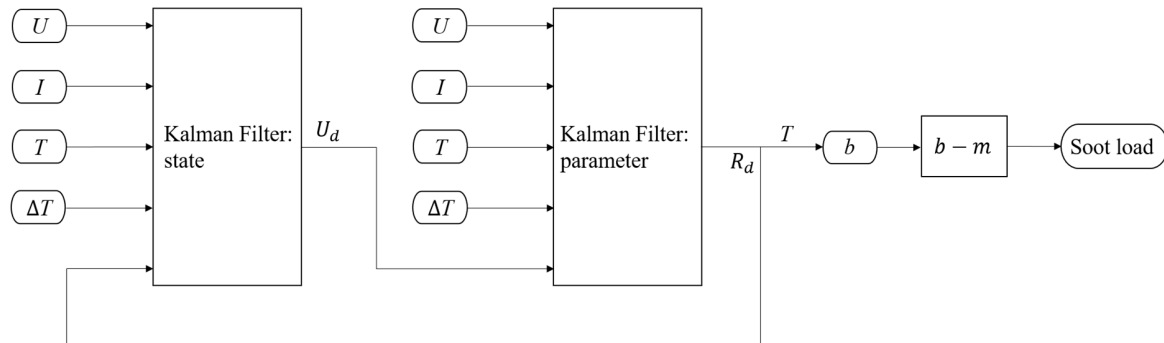 U
I
T
ΔT
Kalman Filter:
state
U_d
U
I
T
ΔT
Kalman Filter:
parameter
T
R_d
b
b − m
Soot load